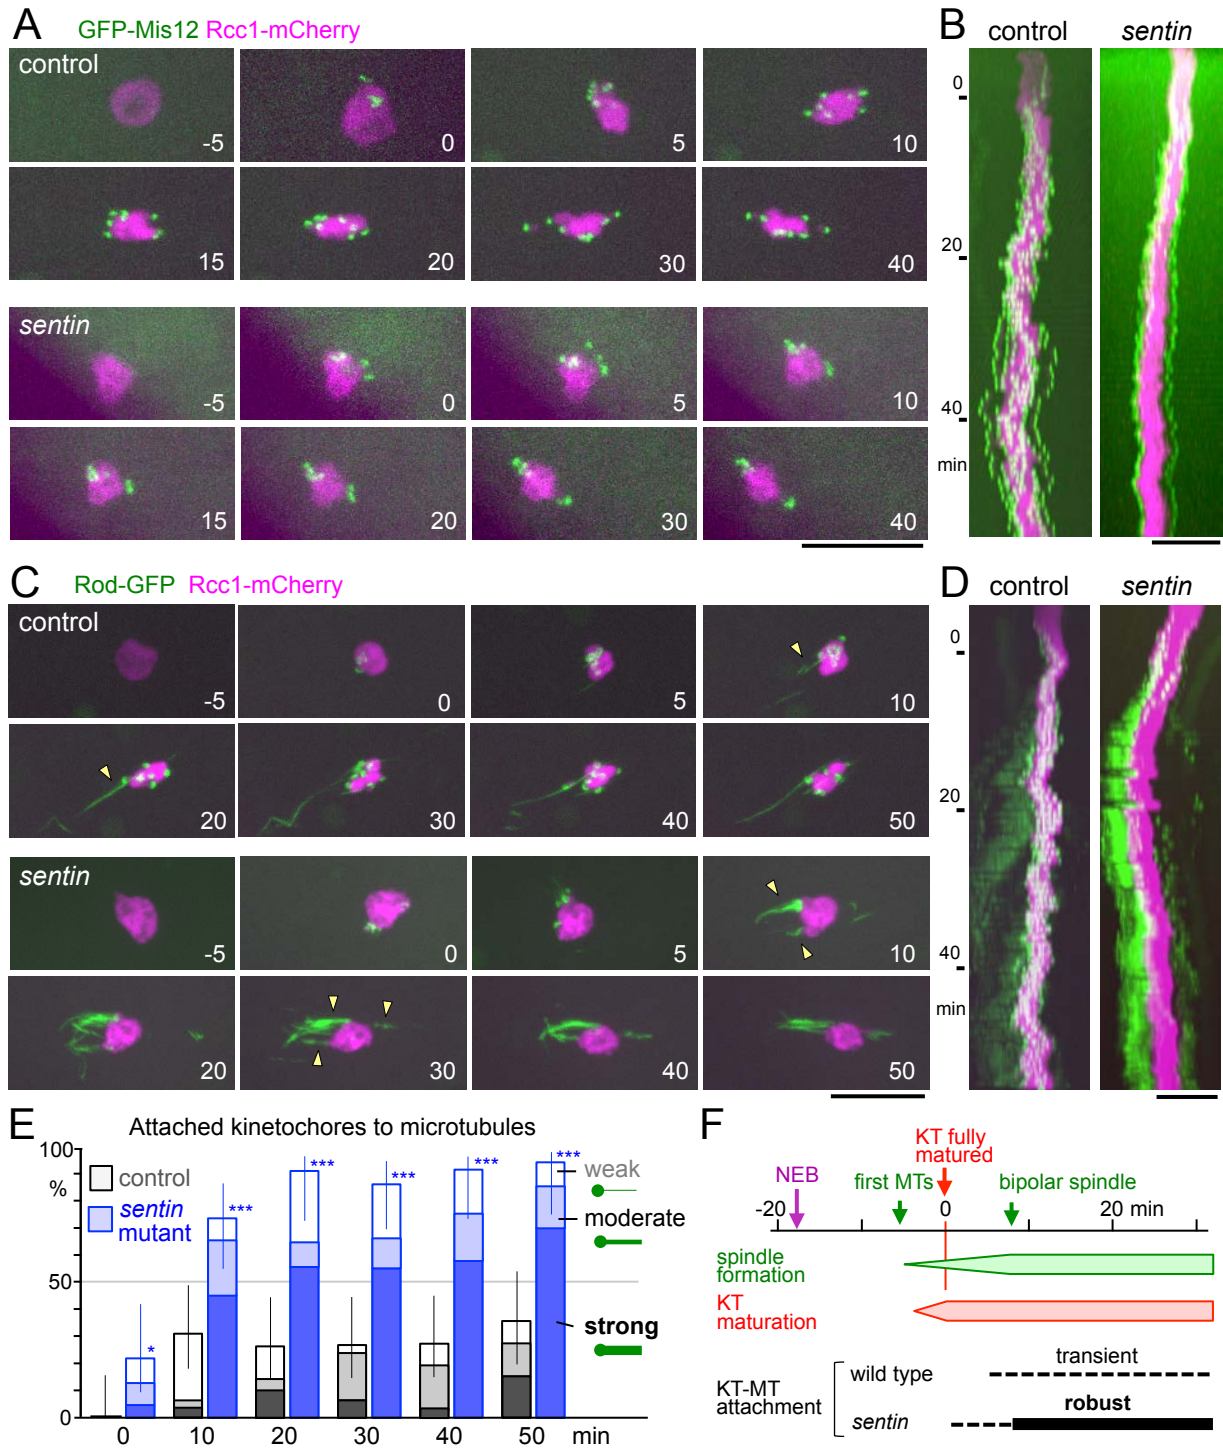 A
GFP-Mis12 Rcc1-mCherry
control
-5
0
5
10
15
20
30
40
sentin
-5
0
5
10
15
20
30
40
B
control
sentin
0
20
40
min
C
Rod-GFP Rcc1-mCherry
control
-5
0
5
10
20
30
40
50
sentin
-5
0
5
10
20
30
40
50
D
control
sentin
0
20
40
min
E
Attached kinetochores to microtubules
100
%
50
0
control
sentin
mutant
*
***
***
***
***
***
weak
moderate
strong
0 10 20 30 40 50 min
F
KT fully
matured
NEB
first MTs
bipolar spindle
-20 0 20 min
spindle
formation
KT
maturation
KT-MT
attachment
wild type
transient
sentin
robust